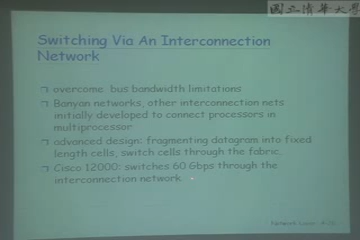 國立清華大學
Switching Via An Interconnection
Network
overcome bus bandwidth limitations
Banyan networks, other interconnection nets
initially developed to connect processors in
multiprocessor
advanced design: fragmenting datagram into fixed
length cells, switch cells through the fabric.
Cisco 12000: switches 60 Gbps through the
interconnection network
Network Layer